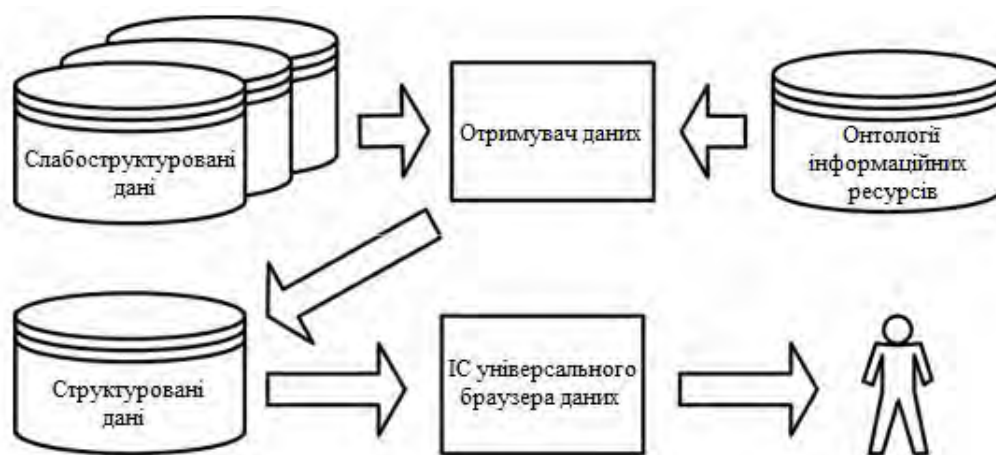 Слабоструктуровані
дані
Отримувач даних
Онтології
інформаційних
ресурсів
Структуровані
дані
ІС універсального
браузера даних